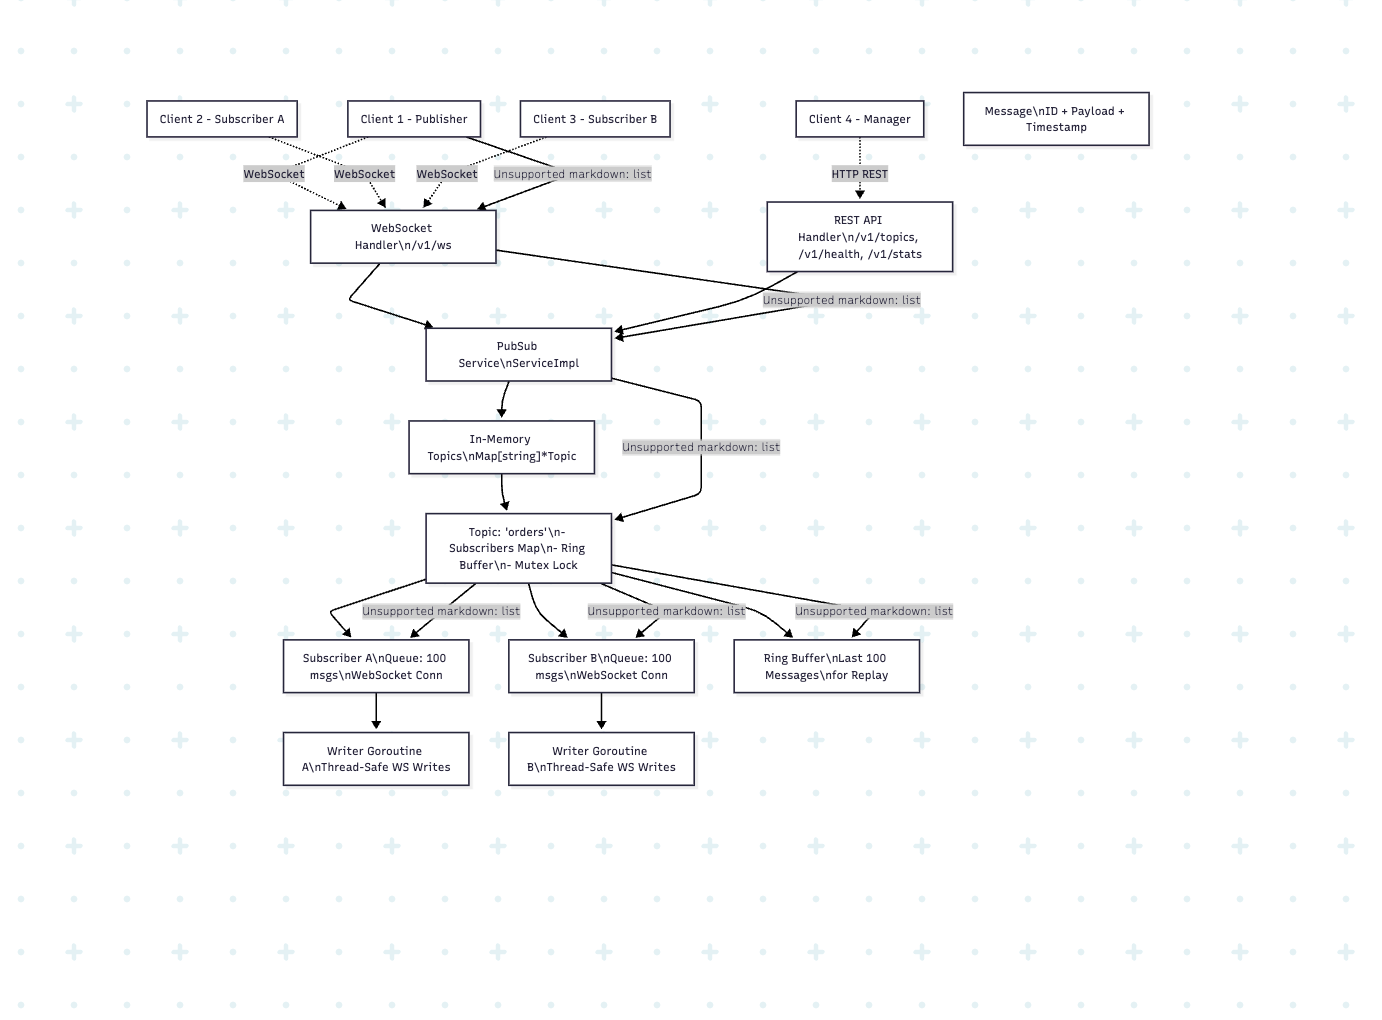 Client 2 - Subscriber A
Client 1 - Publisher
Client 3 - Subscriber B
Client 4 - Manager
Message\nID + Payload +
Timestamp
WebSocket
WebSocket
WebSocket
Unsupported markdown: list
HTTP REST
WebSocket
Handler\n/v1/ws
REST API
Handler\n/v1/topics,
/v1/health, /v1/stats
Unsupported markdown: list
PubSub
Service\nServiceImpl
In-Memory
Topics\nMap[string]*Topic
Unsupported markdown: list
Topic: 'orders'\n-
Subscribers Map\n- Ring
Buffer\n- Mutex Lock
Unsupported markdown: list
Unsupported markdown: list
Unsupported markdown: list
Subscriber A\nQueue: 100
msgs\nWebSocket Conn
Subscriber B\nQueue: 100
msgs\nWebSocket Conn
Ring Buffer\nLast 100
Messages\nfor Replay
Writer Goroutine
A\nThread-Safe WS Writes
Writer Goroutine
B\nThread-Safe WS Writes